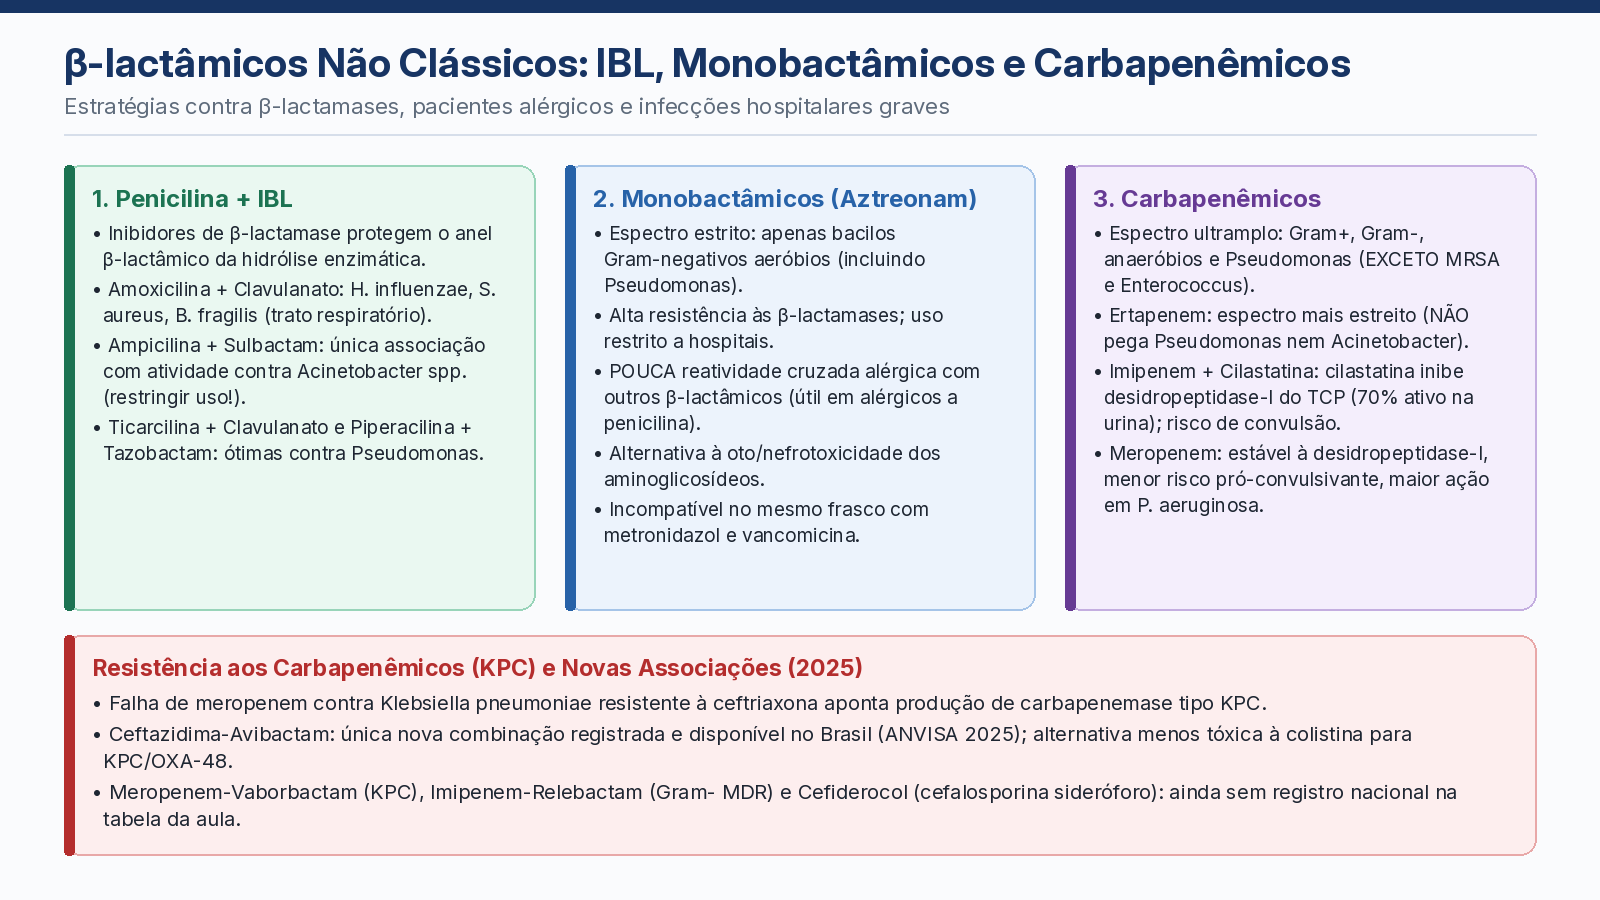 β-lactâmicos Não Clássicos: IBL, Monobactâmicos e Carbapenêmicos
Estratégias contra β-lactamases, pacientes alérgicos e infecções hospitalares graves
1. Penicilina + IBL
• Inibidores de β-lactamase protegem o anel
β-lactâmico da hidrólise enzimática.
• Amoxicilina + Clavulanato: H. influenzae, S.
aureus, B. fragilis (trato respiratório).
• Ampicilina + Sulbactam: única associação
com atividade contra Acinetobacter spp.
(restringir uso!).
• Ticarcilina + Clavulanato e Piperacilina +
Tazobactam: ótimas contra Pseudomonas.
2. Monobactâmicos (Aztreonam)
• Espectro estrito: apenas bacilos
Gram-negativos aeróbios (incluindo
Pseudomonas).
• Alta resistência às β-lactamases; uso
restrito a hospitais.
• POUCA reatividade cruzada alérgica com
outros β-lactâmicos (útil em alérgicos a
penicilina).
• Alternativa à oto/nefrotoxicidade dos
aminoglicosídeos.
• Incompatível no mesmo frasco com
metronidazol e vancomicina.
3. Carbapenêmicos
• Espectro ultramplo: Gram+, Gram-,
anaeróbios e Pseudomonas (EXCETO MRSA
e Enterococcus).
• Ertapenem: espectro mais estreito (NÃO
pega Pseudomonas nem Acinetobacter).
• Imipenem + Cilastatina: cilastatina inibe
desidropeptidase-I do TCP (70% ativo na
urina); risco de convulsão.
• Meropenem: estável à desidropeptidase-I,
menor risco pró-convulsivante, maior ação
em P. aeruginosa.
Resistência aos Carbapenêmicos (KPC) e Novas Associações (2025)
• Falha de meropenem contra Klebsiella pneumoniae resistente à ceftriaxona aponta produção de carbapenemase tipo KPC.
• Ceftazidima-Avibactam: única nova combinação registrada e disponível no Brasil (ANVISA 2025); alternativa menos tóxica à colistina para
KPC/OXA-48.
• Meropenem-Vaborbactam (KPC), Imipenem-Relebactam (Gram- MDR) e Cefiderocol (cefalosporina sideróforo): ainda sem registro nacional na
tabela da aula.